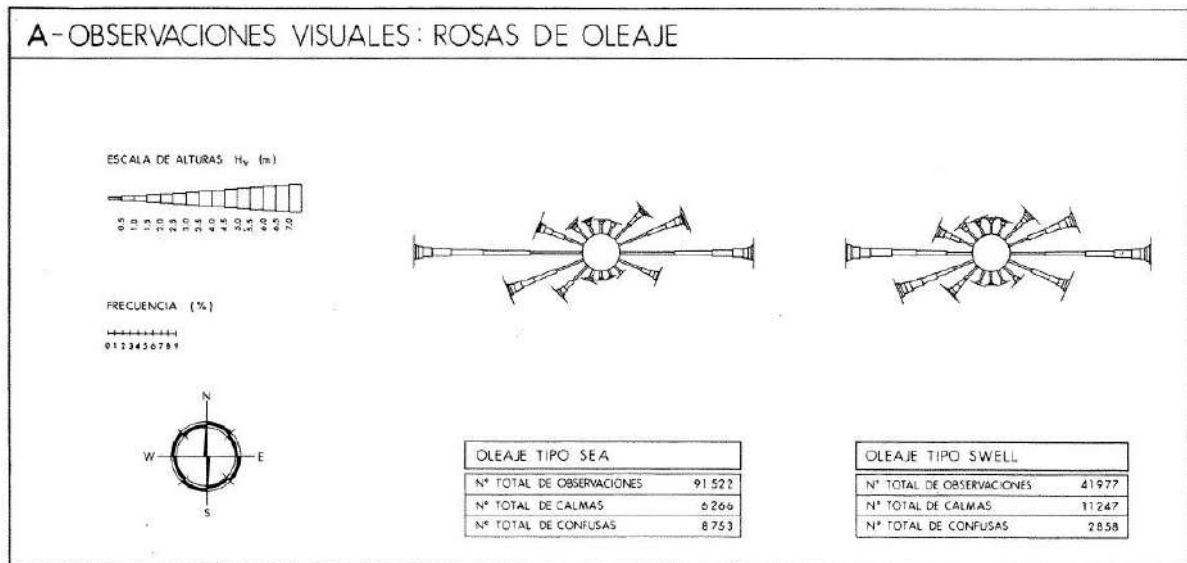 A-OBSERVACIONES VISUALES: ROSAS DE OLEAJE
ESCALA DE ALTURAS Hv (m)
0.5 1.0 1.5 2.0 2.5 3.0 3.5 4.0 4.5 5.0 5.5 6.0 6.5 7.0
FRECUENCIA (%)
0 1 2 3 4 5 6 7 8 9
N
W E
S
OLEAJE TIPO SEA
Nº TOTAL DE OBSERVACIONES 91522
Nº TOTAL DE CALMAS 6266
Nº TOTAL DE CONFUSAS 8753
OLEAJE TIPO SWELL
Nº TOTAL DE OBSERVACIONES 41977
Nº TOTAL DE CALMAS 11247
Nº TOTAL DE CONFUSAS 2858